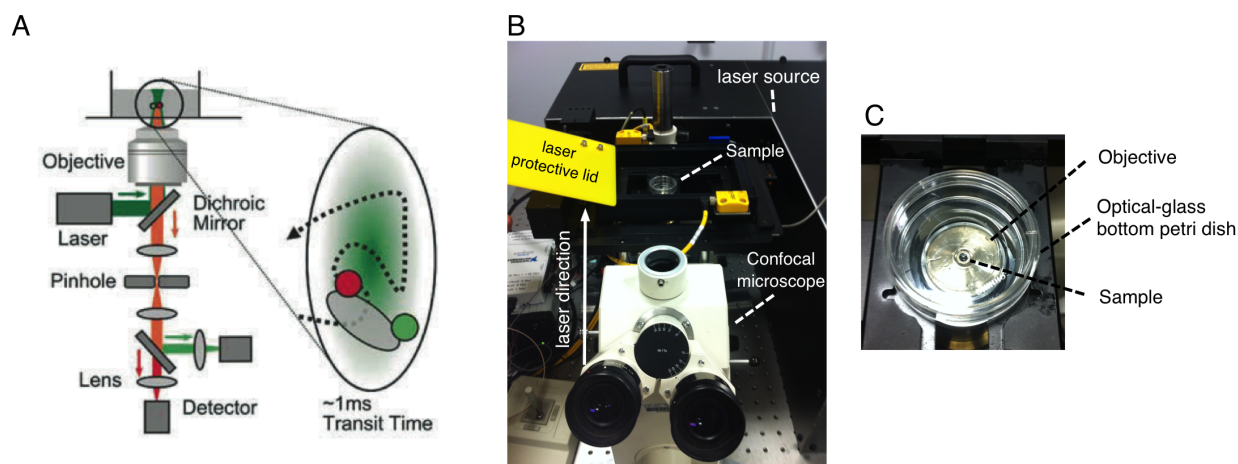 A
Objective
Laser
Dichroic
Mirror
Pinhole
Lens
Detector
~1ms
Transit Time
B
laser source
laser
protective lid
Sample
laser direction
Confocal
microscope
C
Objective
Optical-glass
bottom petri dish
Sample